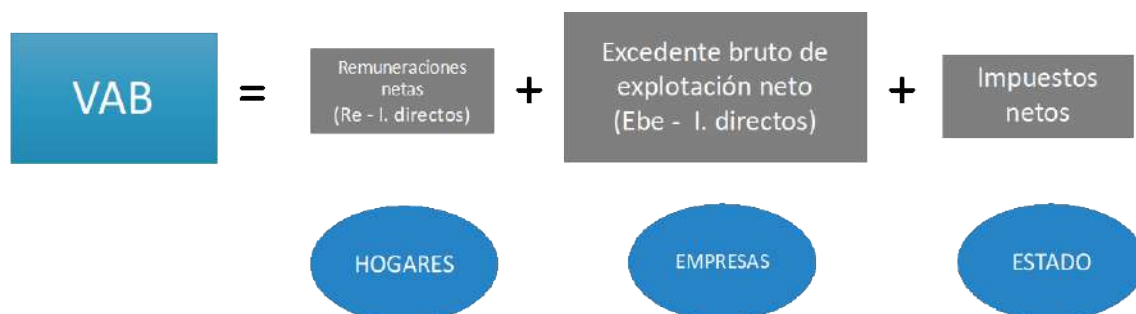 VAB
=
Remuneraciones
netas
(Re - I. directos)
+
Excedente bruto de
explotación neto
(Ebe - I. directos)
+
Impuestos
netos
HOGARES
EMPRESAS
ESTADO